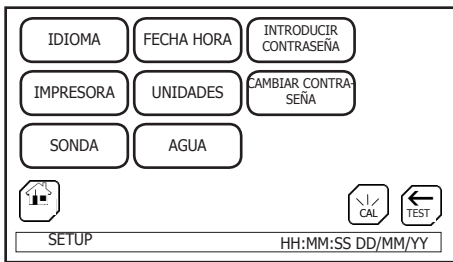 IDIOMA
FECHA HORA
INTRODUCIR
CONTRASEÑA
IMPRESORA
UNIDADES
CAMBIAR CONTRA-
SEÑA
SONDA
AGUA
CAL
TEST
SETUP
HH:MM:SS DD/MM/YY